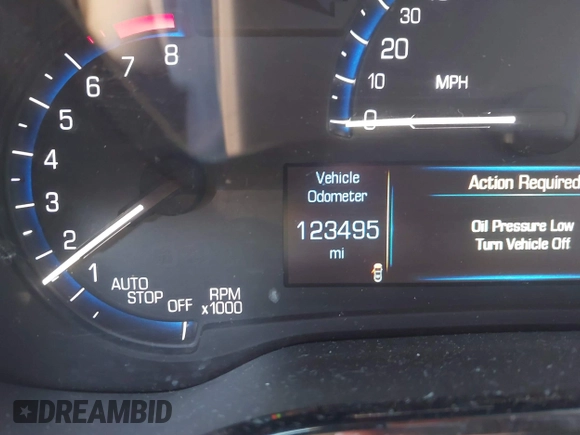 30
8
7
20
6
10
MPH
5
0
4
Vehicle
Odometer
Action Required
3
123495
Oil Pressure Low
Turn Vehicle Off
2
mi
1
AUTO
STOP
OFF
RPM
x1000
DREAMBID